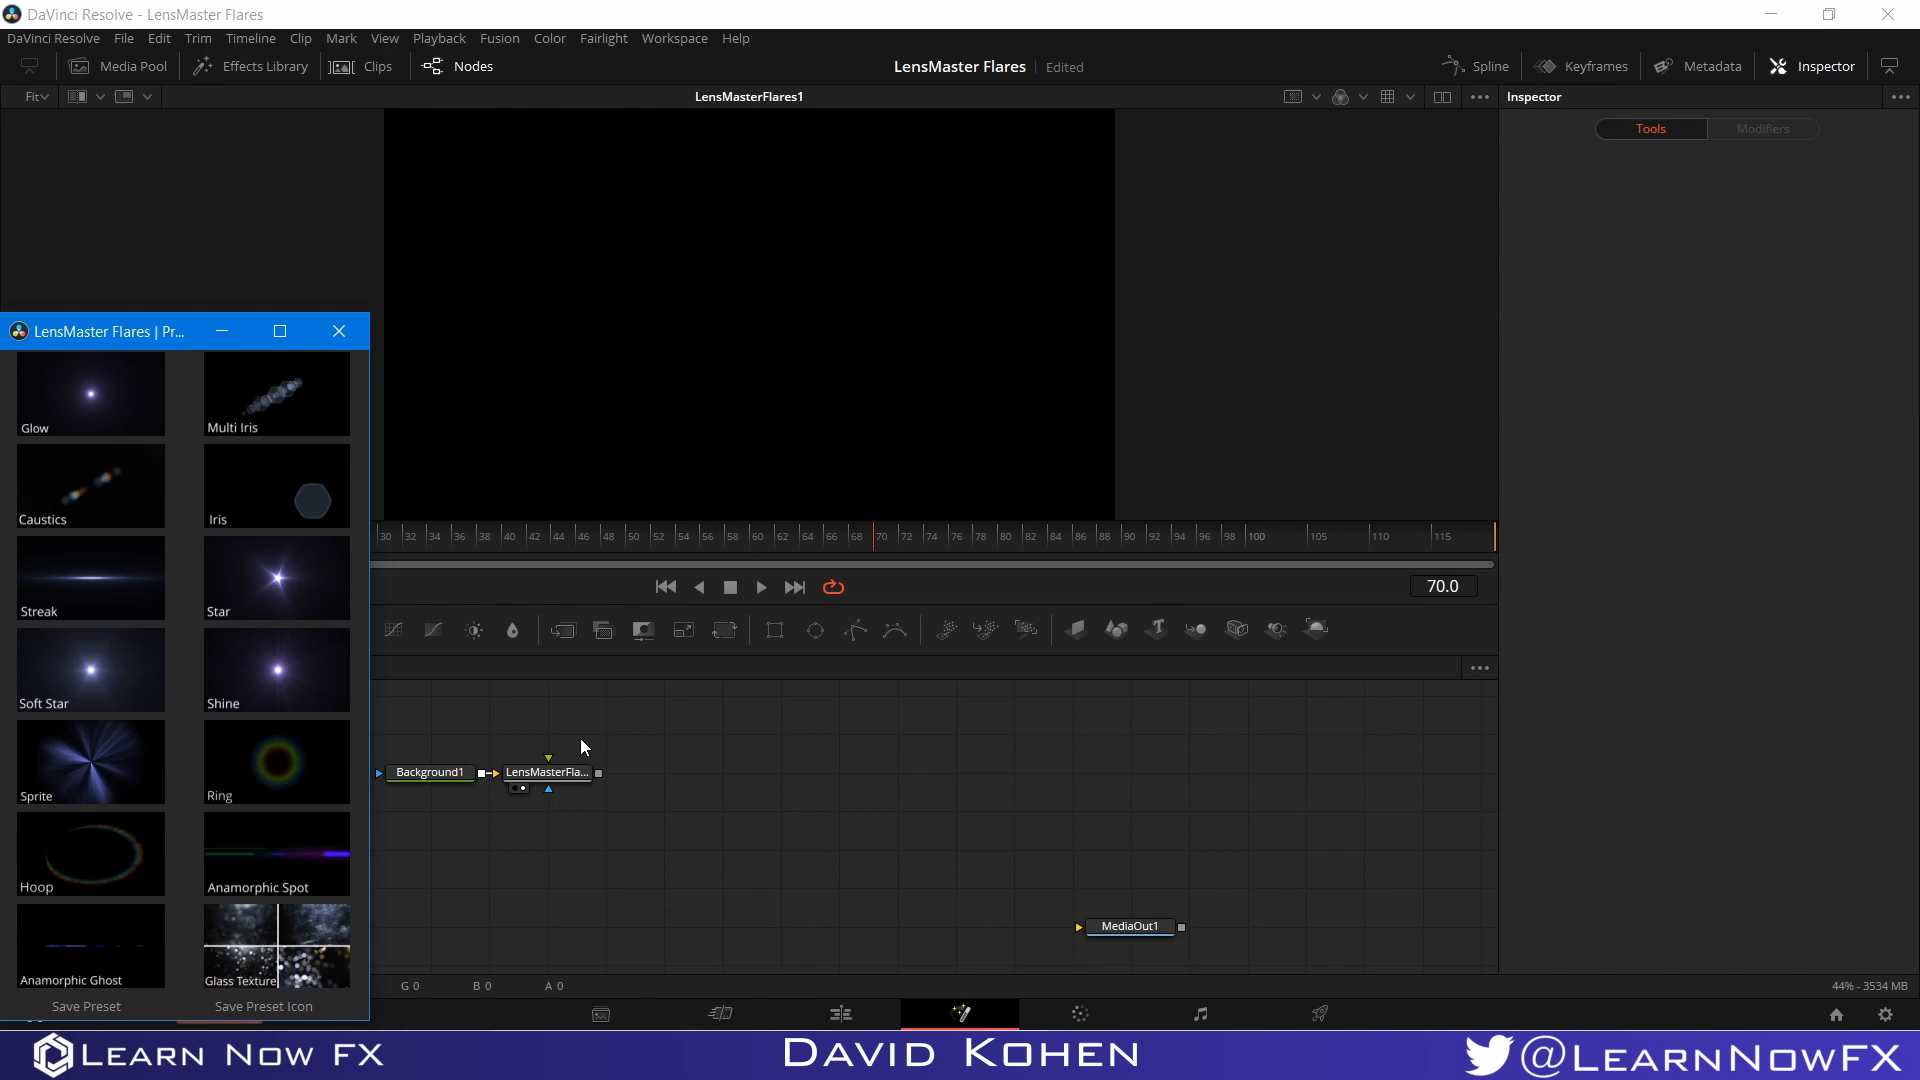 DaVinci Resolve - LensMaster Flares
DaVinci Resolve File Edit Trim Timeline Clip Mark View Playback Fusion Color Fairlight Workspace Help
Media Pool Effects Library Clips Nodes LensMaster Flares Edited Spline Keyframes Metadata Inspector
Fit LensMasterFlares1 Inspector
Tools Modifiers
LensMaster Flares | Pr...
Glow Multi Iris
Caustics Iris
Streak Star
Soft Star Shine
Sprite Ring
Hoop Anamorphic Spot
Anamorphic Ghost Glass Texture
Save Preset Save Preset Icon
30 32 34 36 38 40 42 44 46 48 50 52 54 56 58 60 62 64 66 68 70 72 74 76 78 80 82 84 86 88 90 92 94 96 98 100 105 110 115
70.0
Background1 LensMasterFla...
MediaOut1
G 0 B 0 A 0 44% - 3534 MB
LEARN NOW FX DAVID KOHEN @LEARNNOWFX